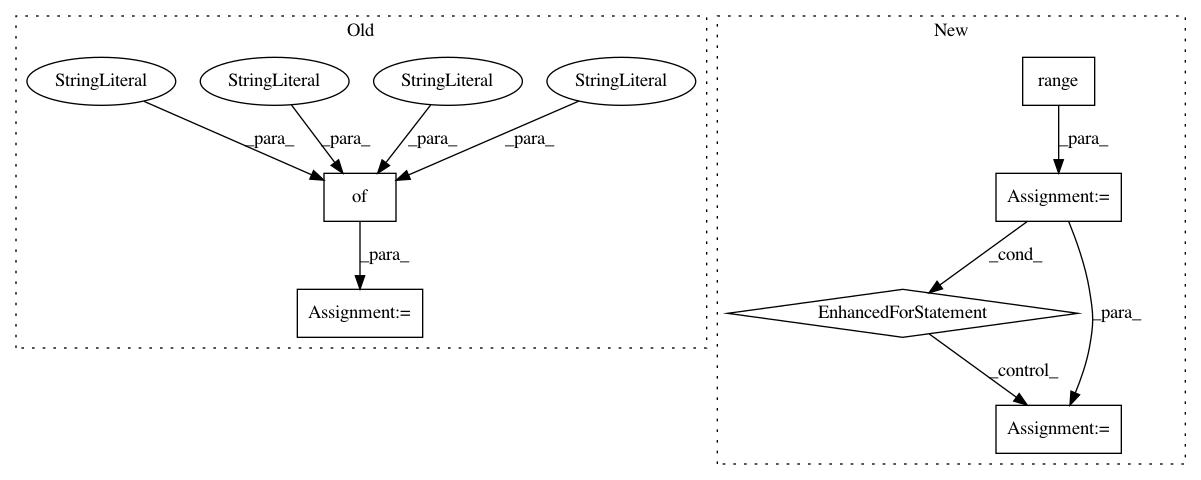 Old
New
StringLiteral
StringLiteral
StringLiteral
StringLiteral
range
_para_
_para_
_para_
_para_
_para_
of
Assignment:=
_para_
_cond_
_para_
Assignment:=
EnhancedForStatement
_control_
Assignment:=